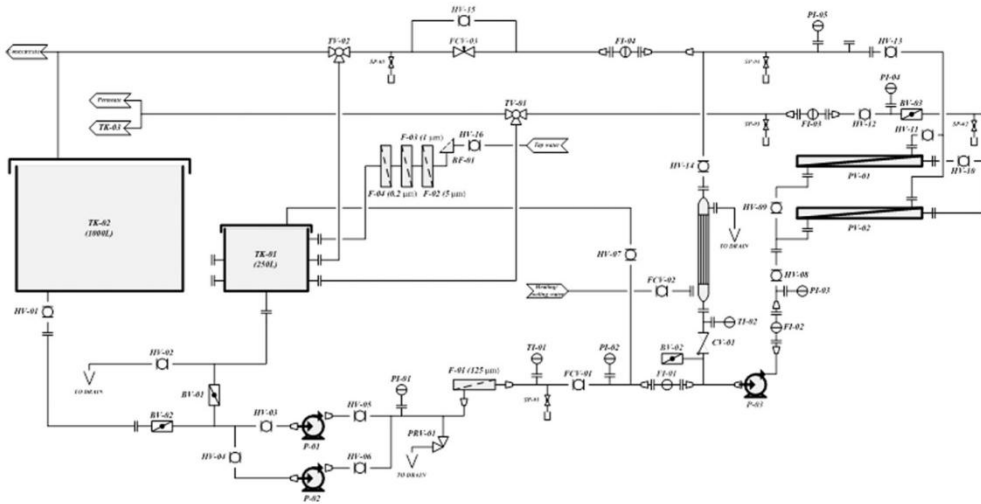 HV-15
PI-05
TV-02
FCV-03
FI-04
HV-13
PI-04
Permeate
TV-01
BV-03
TK-03
F-03 (1 µm)
HV-16
FI-03
HV-12
HV-11
Tap water
BF-01
PV-01
HV-10
HV-14
F-04 (0.2 µm)
F-02 (5 µm)
HV-09
TK-02
(1000L)
TK-01
(250L)
PV-02
TO DRAIN
HV-07
FCV-02
HV-08
PI-03
HV-01
TI-02
FI-02
HV-02
TI-01
PI-02
BV-02
CV-01
F-01 (125 µm)
TO DRAIN
BV-01
PI-01
FCV-01
FI-01
BV-02
HV-03
HV-05
P-03
P-01
PRV-01
HV-04
HV-06
TO DRAIN
P-02